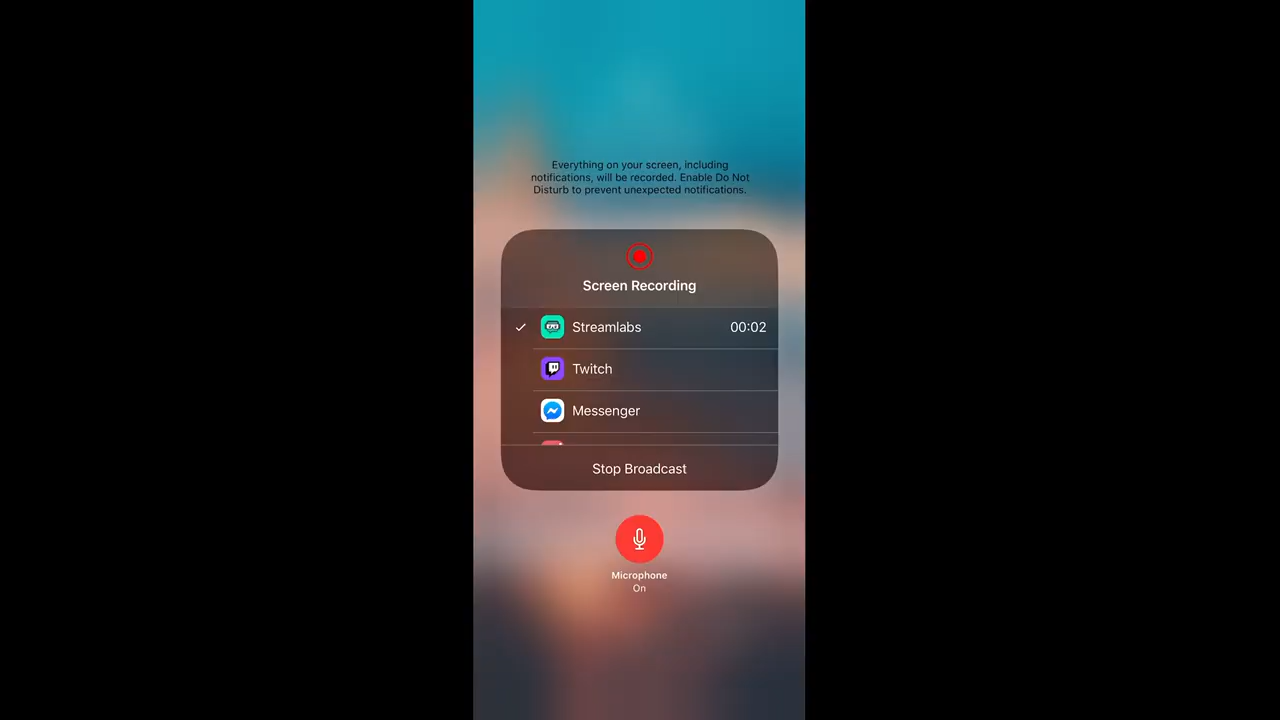 Everything on your screen, including
notifications, will be recorded. Enable Do Not
Disturb to prevent unexpected notifications.
Screen Recording
Streamlabs 00:02
Twitch
Messenger
Stop Broadcast
Microphone
On